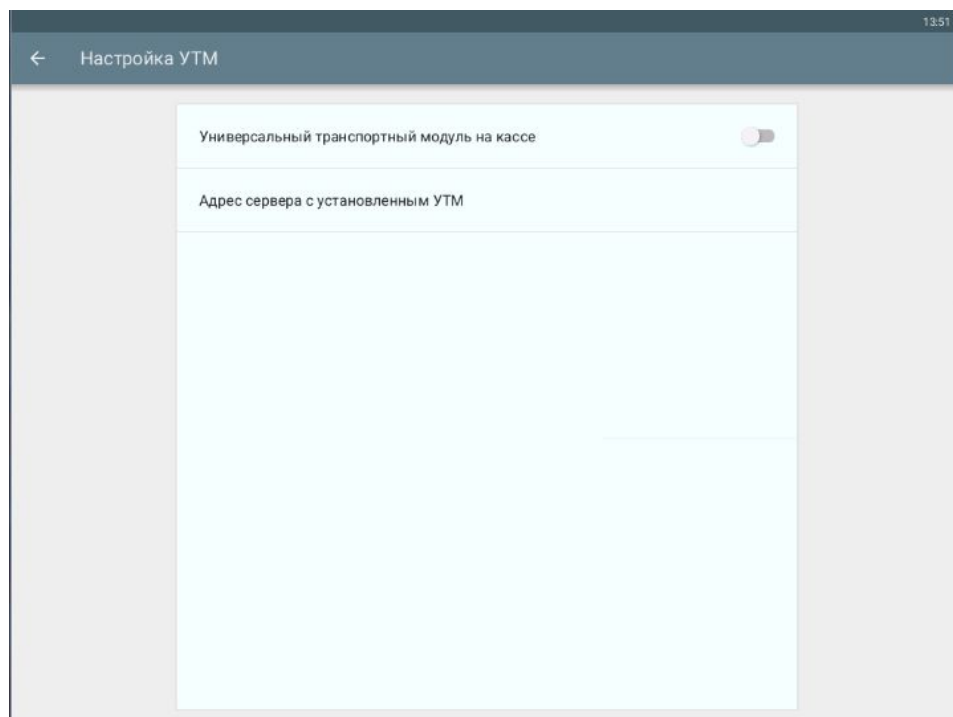 13:51
Настройка УТМ
Универсальный транспортный модуль на кассе
Адрес сервера с установленным УТМ